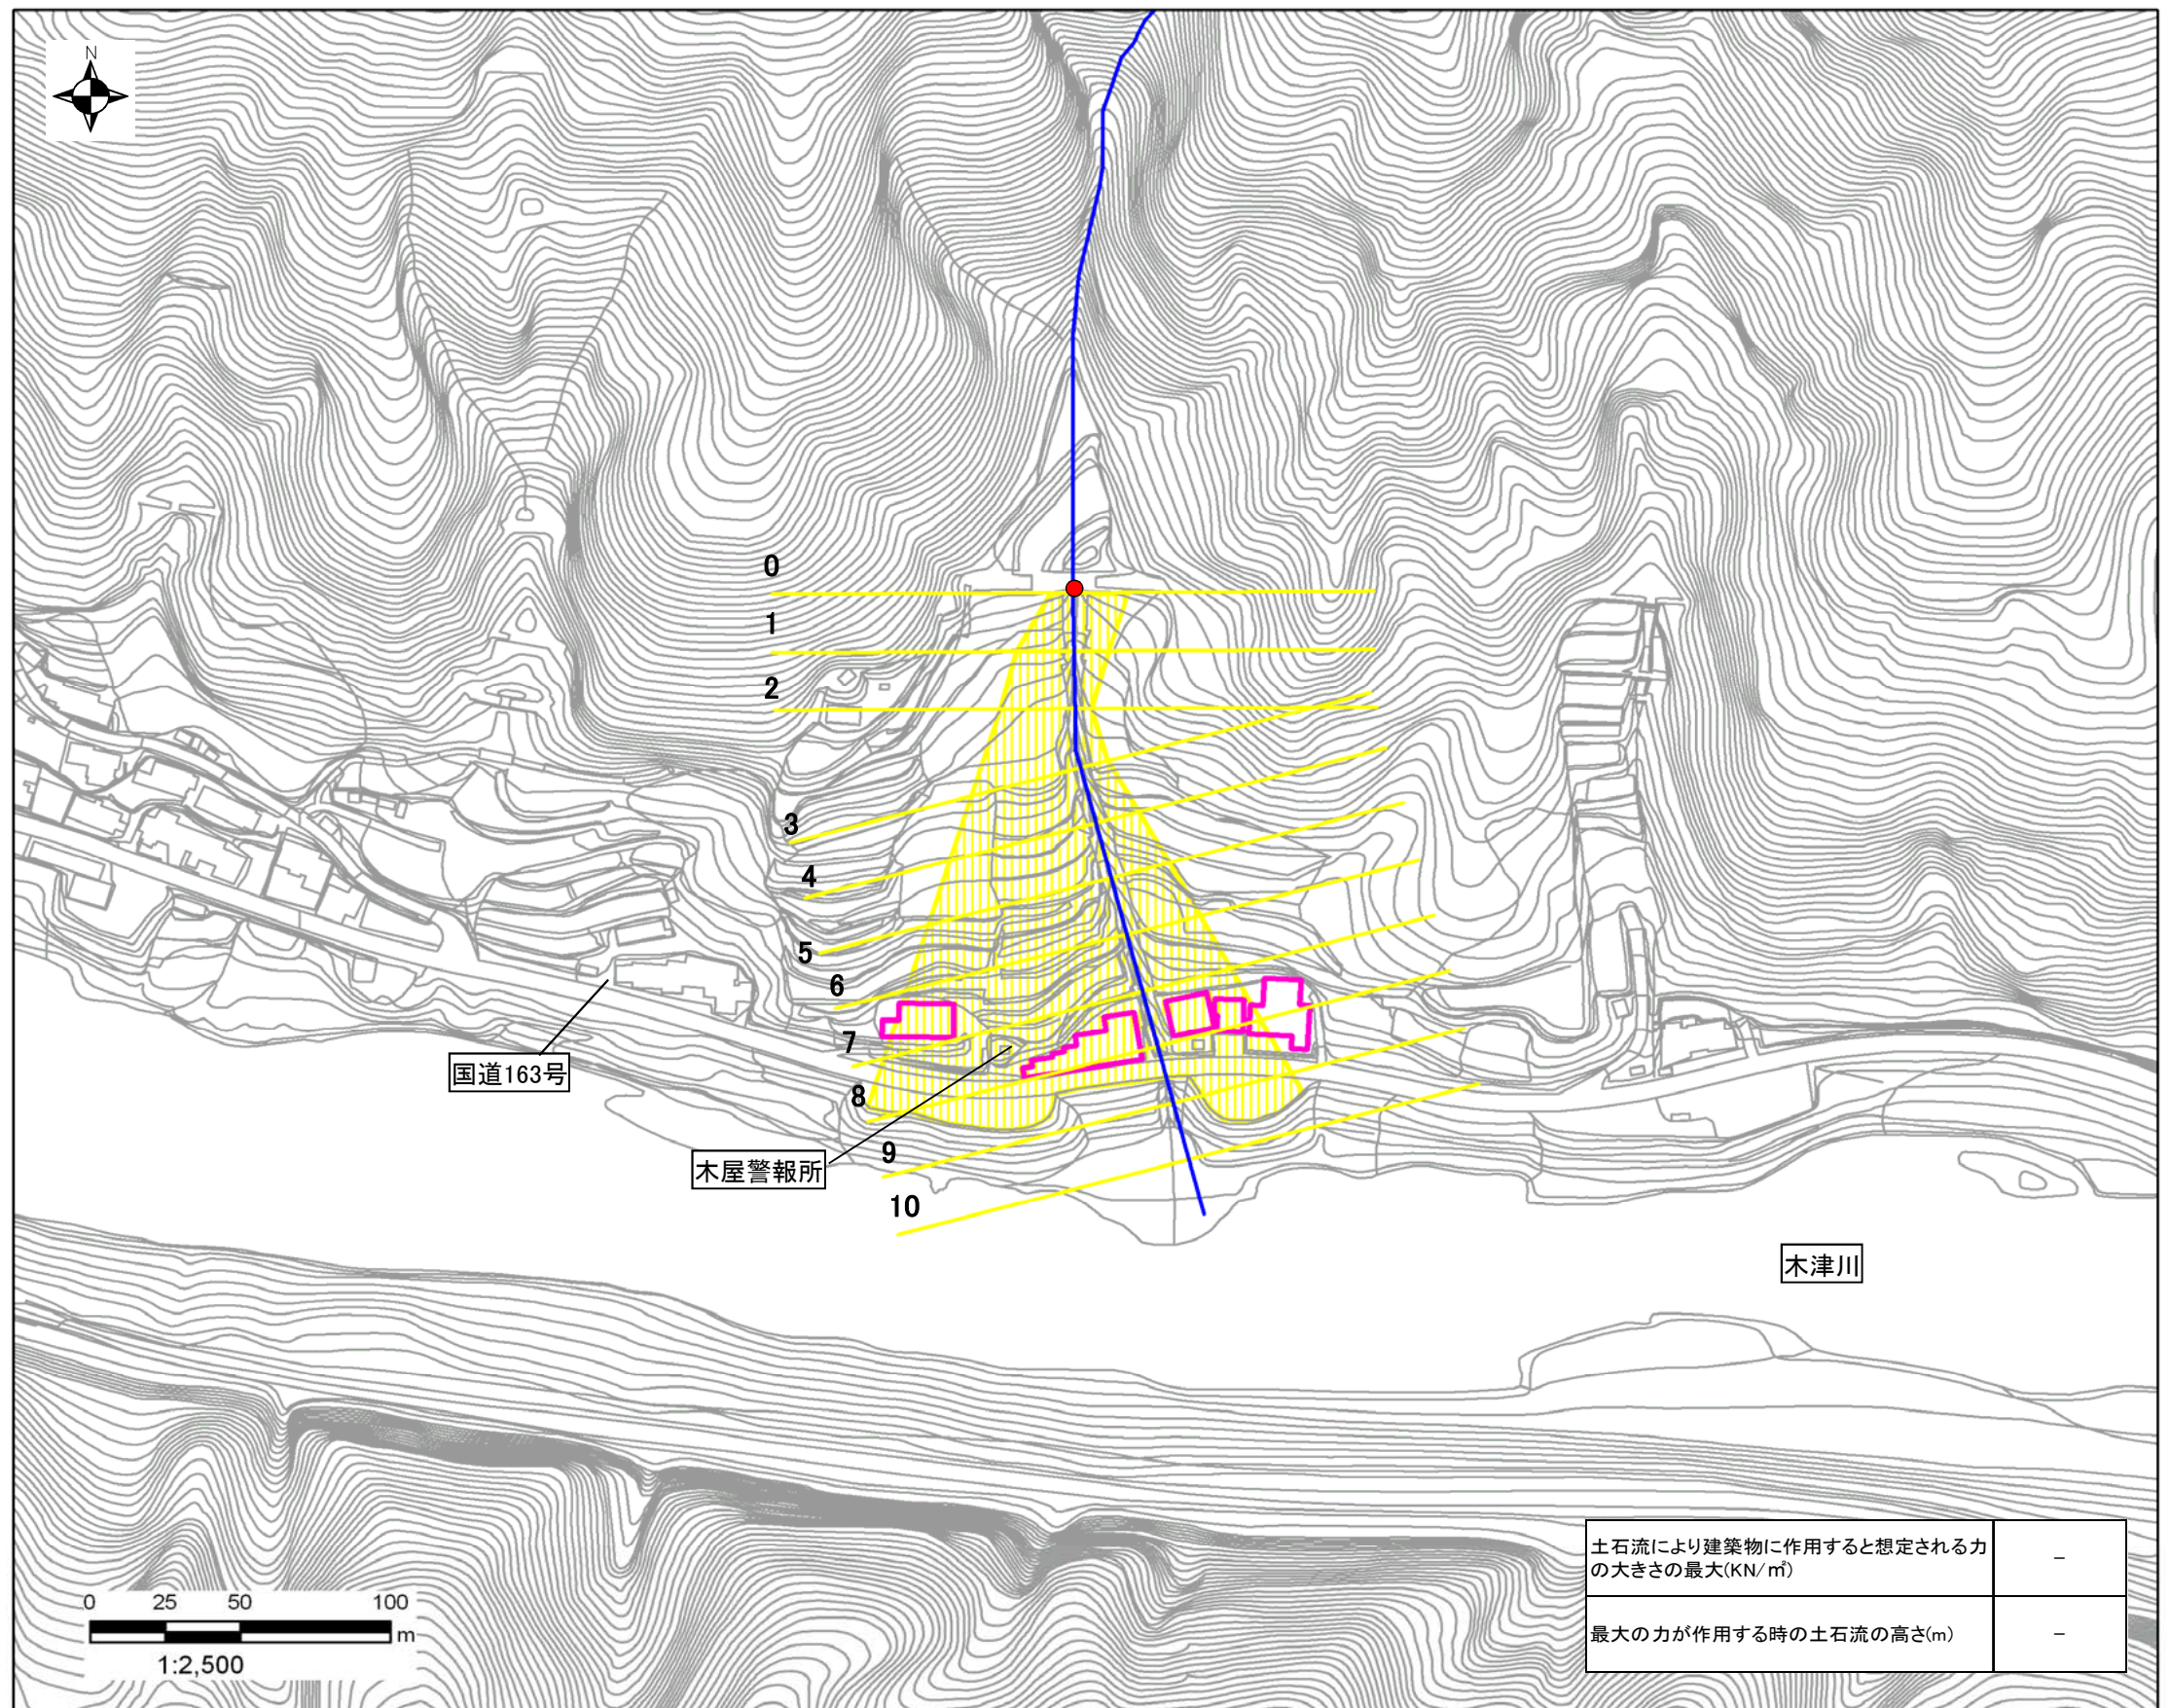 N
0
1
2
3
4
5
6
7
8
9
10
国道163号
木屋警報所
木津川
土石流により建築物に作用すると想定される力
の大きさの最大(KN/㎡)
－
最大の力が作用する時の土石流の高さ(m)
－
0 25 50 100
m
1:2,500